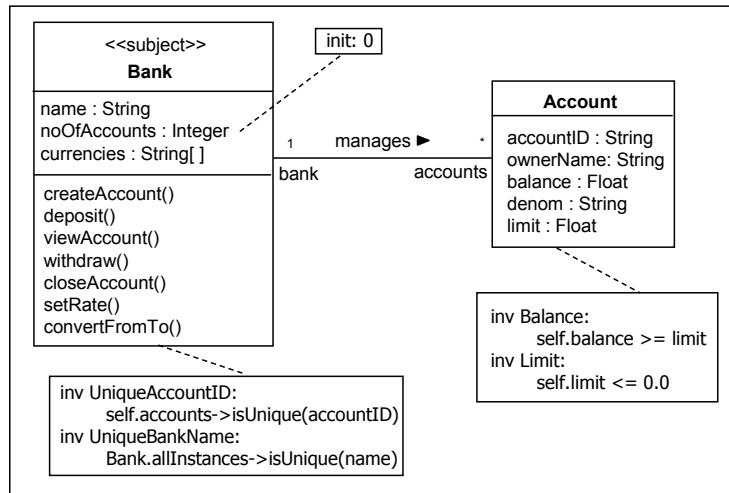 <<subject>>
Bank
name : String
noOfAccounts : Integer
currencies : String[ ]
createAccount()
deposit()
viewAccount()
withdraw()
closeAccount()
setRate()
convertFromTo()
init: 0
1
manages ►
*
bank
accounts
Account
accountID : String
ownerName: String
balance : Float
denom : String
limit : Float
inv UniqueAccountID:
self.accounts->isUnique(accountID)
inv UniqueBankName:
Bank.allInstances->isUnique(name)
inv Balance:
self.balance >= limit
inv Limit:
self.limit <= 0.0